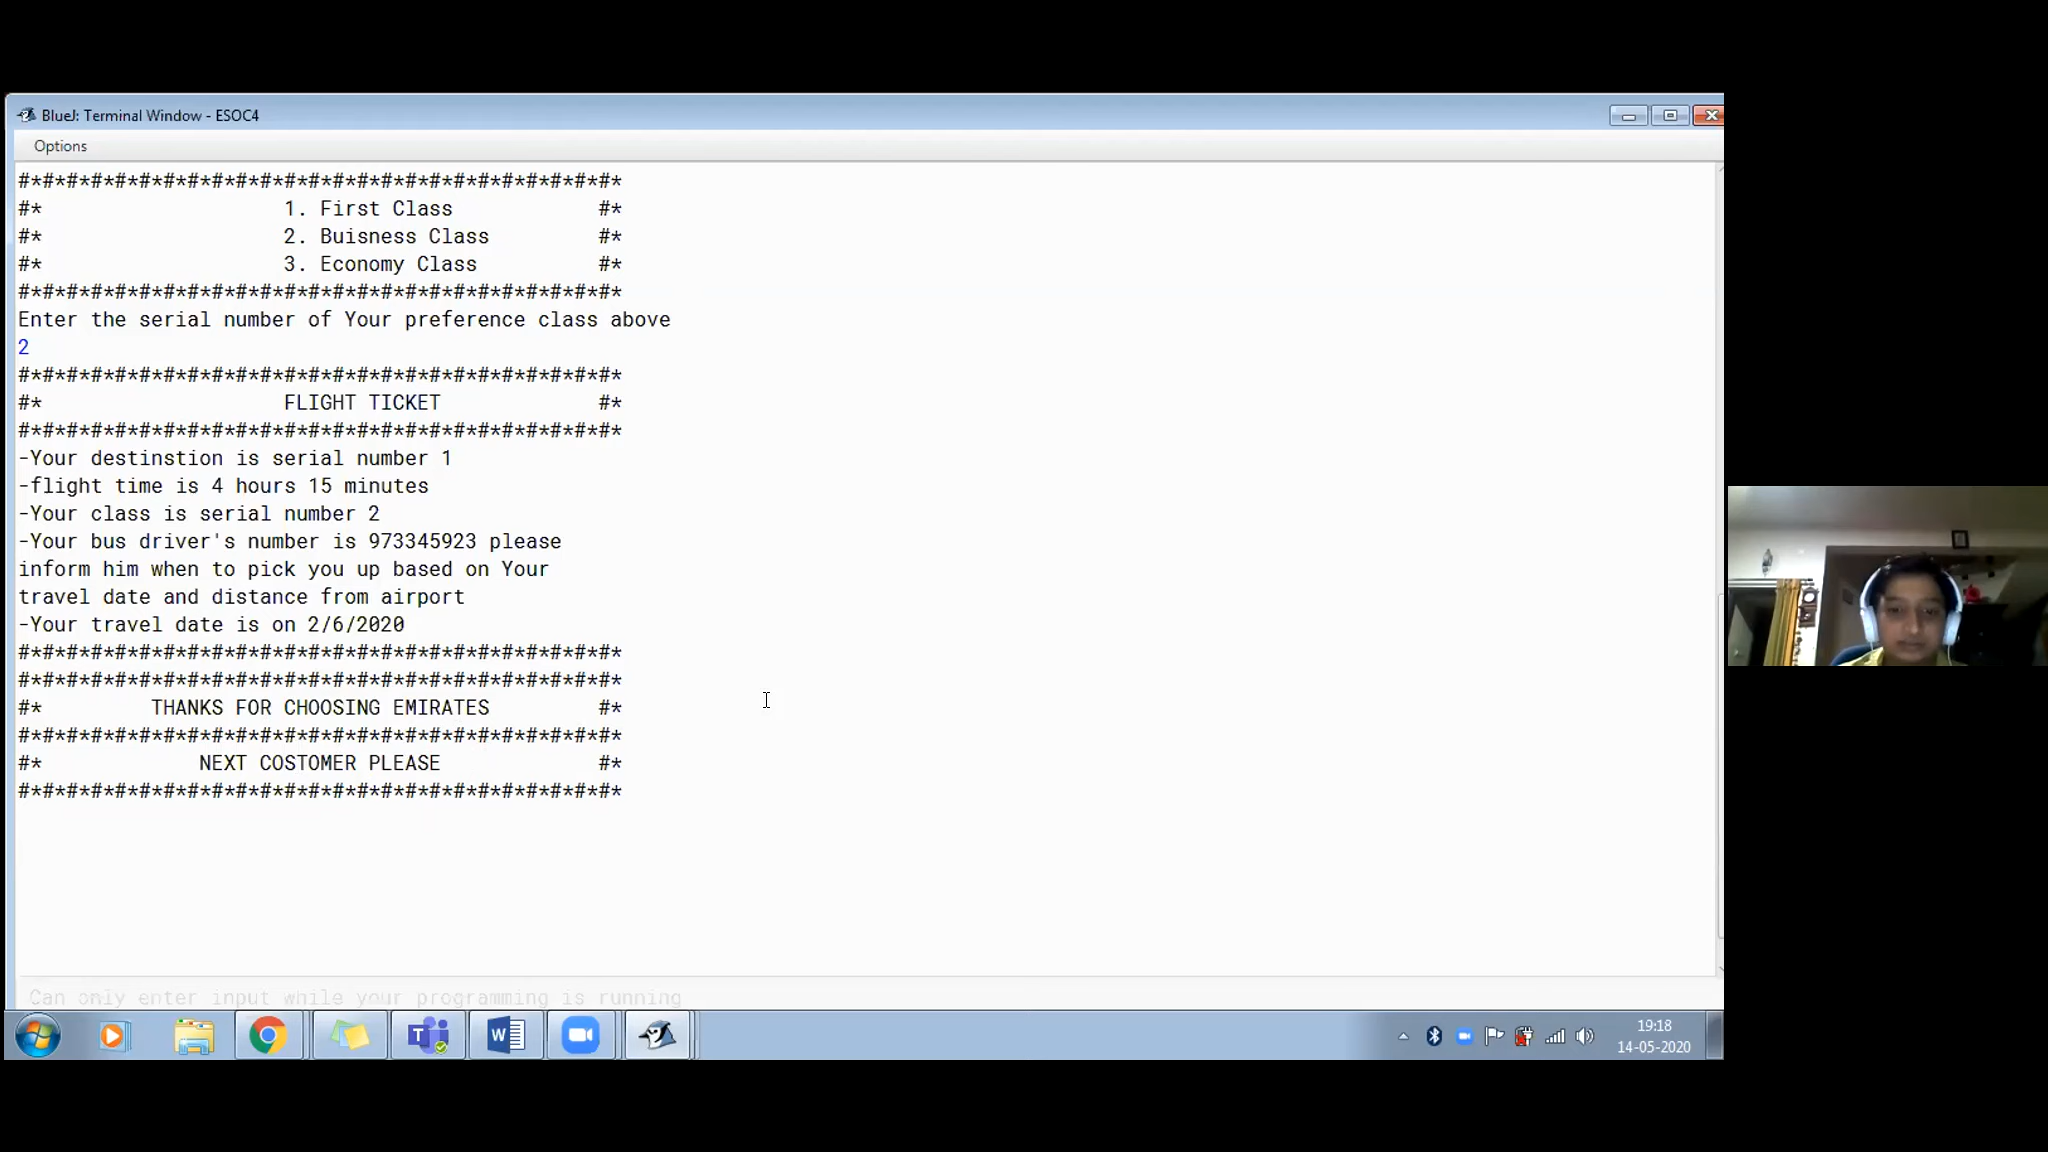 BlueJ: Terminal Window - ESOC4
Options
#*#*#*#*#*#*#*#*#*#*#*#*#*#*#*#*#*#*#*#*#*#*#*#*#*
#*                    1. First Class            #*
#*                    2. Buisness Class         #*
#*                    3. Economy Class          #*
#*#*#*#*#*#*#*#*#*#*#*#*#*#*#*#*#*#*#*#*#*#*#*#*#*
Enter the serial number of Your preference class above
2
#*#*#*#*#*#*#*#*#*#*#*#*#*#*#*#*#*#*#*#*#*#*#*#*#*
#*                    FLIGHT TICKET             #*
#*#*#*#*#*#*#*#*#*#*#*#*#*#*#*#*#*#*#*#*#*#*#*#*#*
-Your destinstion is serial number 1
-flight time is 4 hours 15 minutes
-Your class is serial number 2
-Your bus driver's number is 973345923 please
inform him when to pick you up based on Your
travel date and distance from airport
-Your travel date is on 2/6/2020
#*#*#*#*#*#*#*#*#*#*#*#*#*#*#*#*#*#*#*#*#*#*#*#*#*
#*#*#*#*#*#*#*#*#*#*#*#*#*#*#*#*#*#*#*#*#*#*#*#*#*
#*         THANKS FOR CHOOSING EMIRATES         #*
#*#*#*#*#*#*#*#*#*#*#*#*#*#*#*#*#*#*#*#*#*#*#*#*#*
#*             NEXT COSTOMER PLEASE             #*
#*#*#*#*#*#*#*#*#*#*#*#*#*#*#*#*#*#*#*#*#*#*#*#*#*
Can only enter input while your programming is running
19:18
14-05-2020